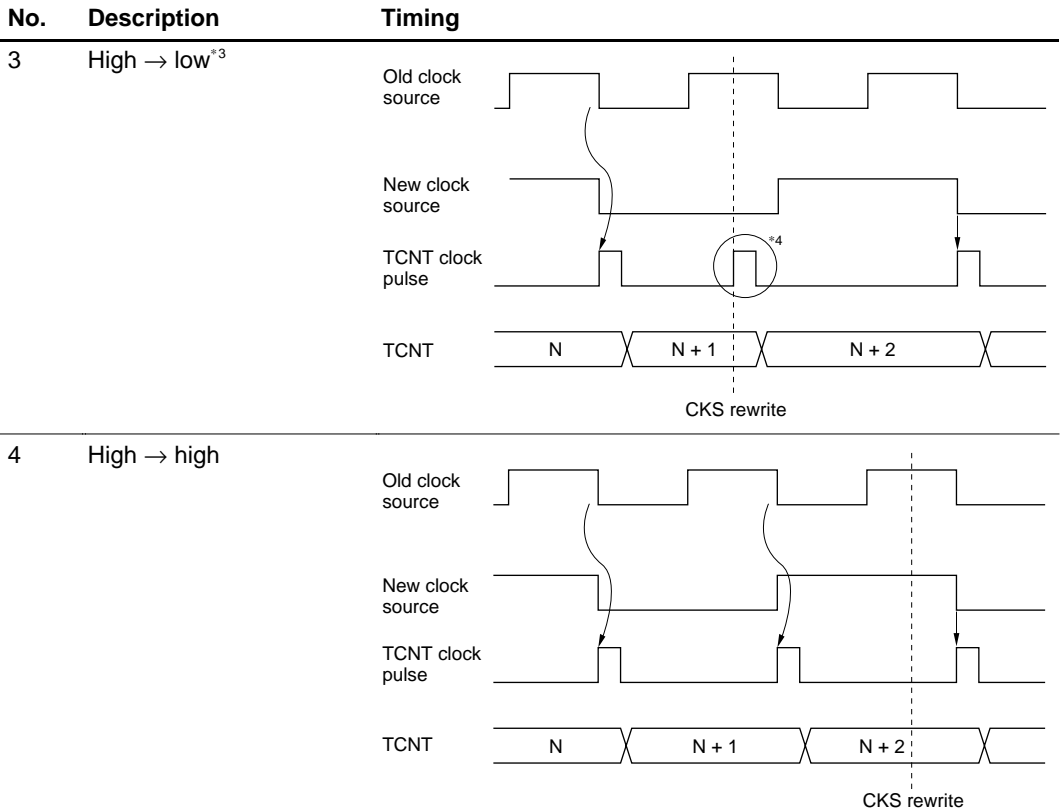 No. Description Timing
3 High → low*3
Old clock
source
New clock
source
*4
TCNT clock
pulse
TCNT N N + 1 N + 2
CKS rewrite
4 High → high
Old clock
source
New clock
source
TCNT clock
pulse
TCNT N N + 1 N + 2
CKS rewrite